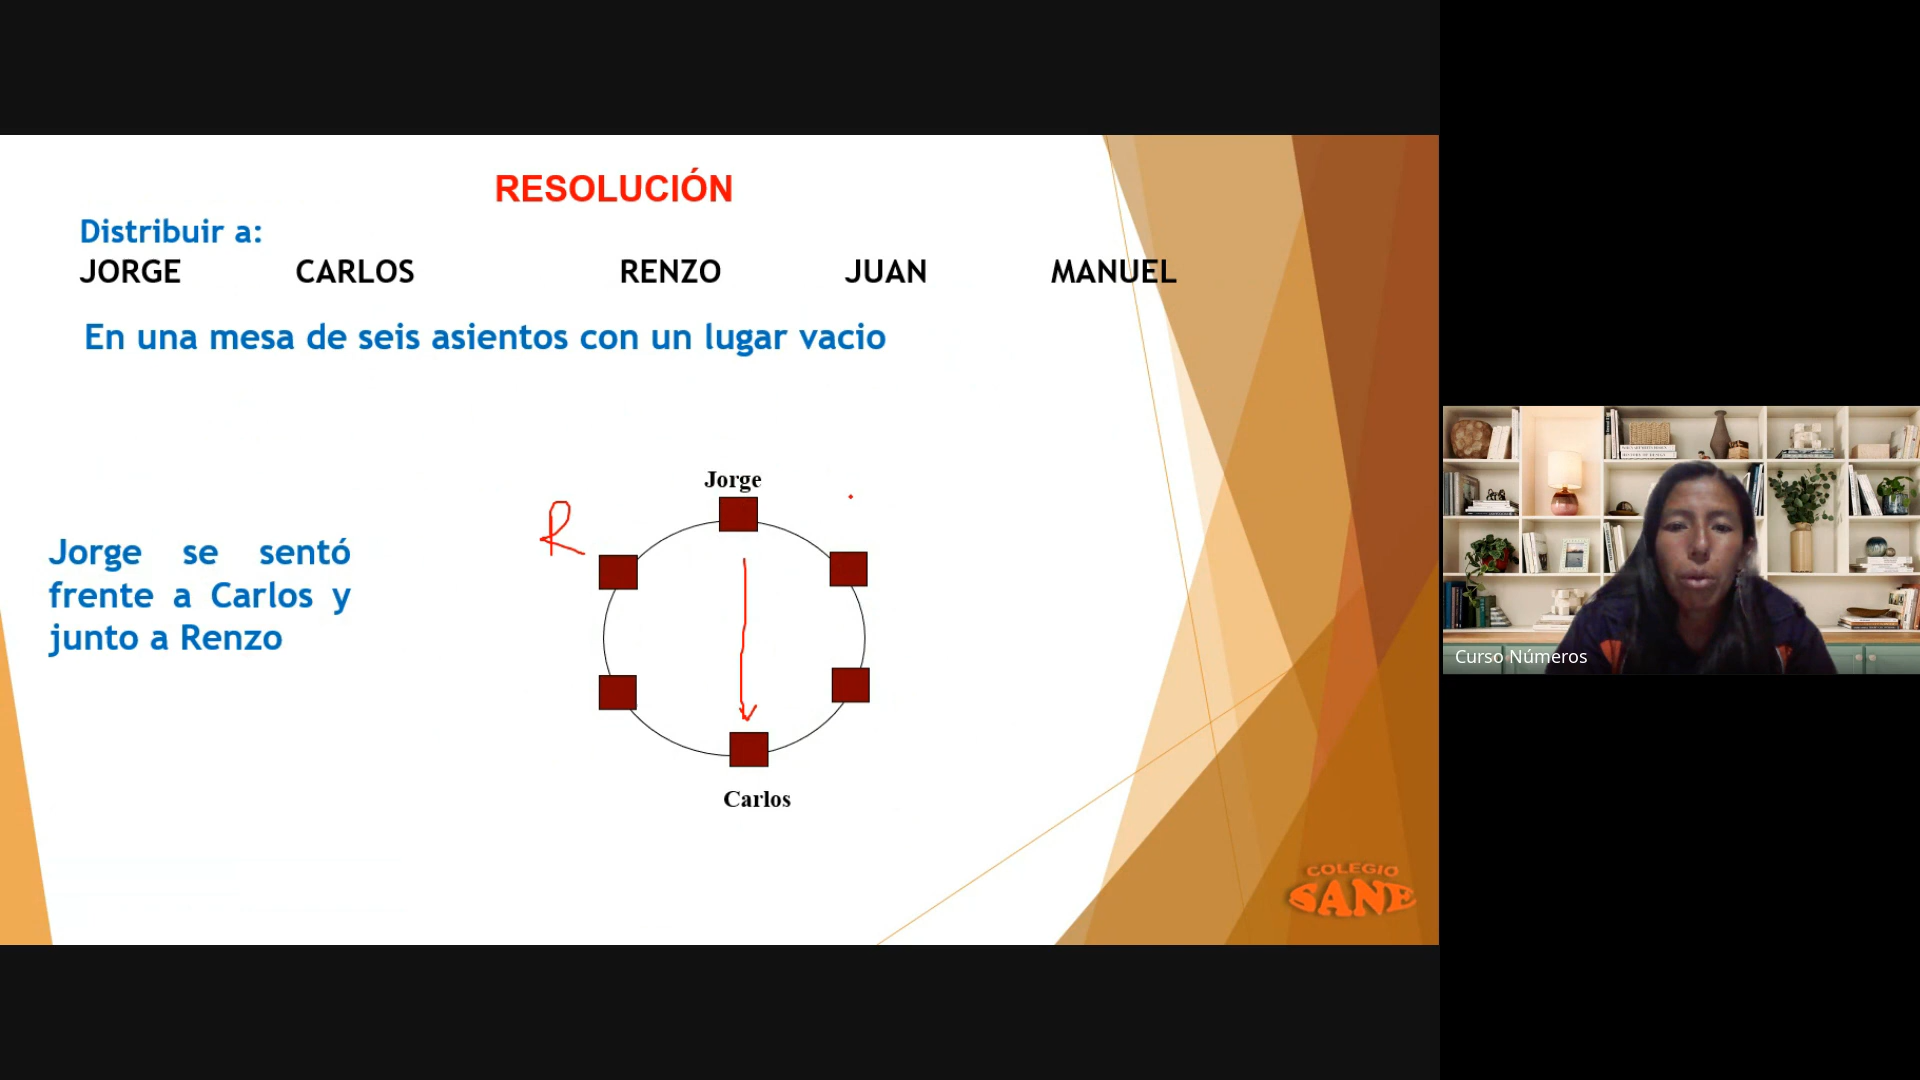 RESOLUCIÓN
Distribuir a:
JORGE CARLOS RENZO JUAN MANUEL
En una mesa de seis asientos con un lugar vacio
Jorge
R
Jorge se sentó
frente a Carlos y
junto a Renzo
Carlos
COLEGIO
SANE
Curso Números